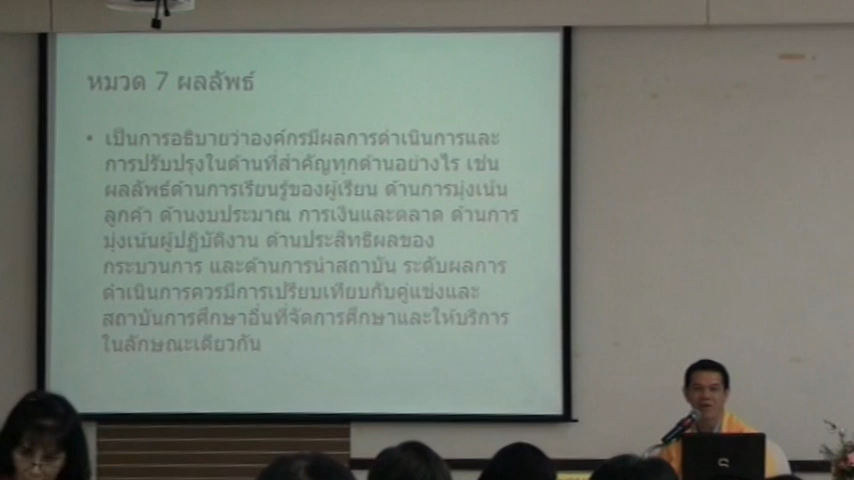 หมวด 7 ผลลัพธ์
• เป็นการอธิบายว่าองค์กรมีผลการดำเนินการและ
การปรับปรุงในด้านที่สำคัญทุกด้านอย่างไร เช่น
ผลลัพธ์ด้านการเรียนรู้ของผู้เรียน ด้านการมุ่งเน้น
ลูกค้า ด้านงบประมาณ การเงินและตลาด ด้านการ
มุ่งเน้นผู้ปฏิบัติงาน ด้านประสิทธิผลของ
กระบวนการ และด้านการนำสถาบัน ระดับผลการ
ดำเนินการควรมีการเปรียบเทียบกับคู่แข่งและ
สถาบันการศึกษาอื่นที่จัดการศึกษาและให้บริการ
ในลักษณะเดียวกัน